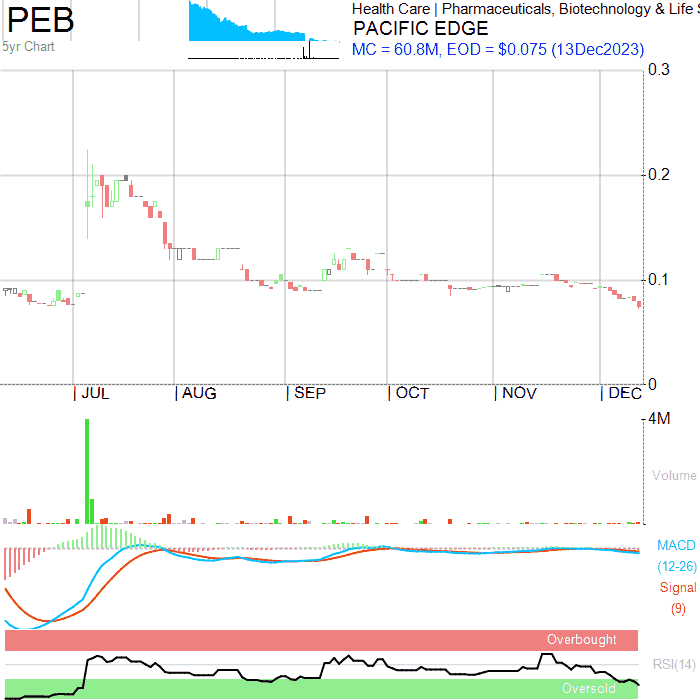 PEB
5yr Chart
Health Care | Pharmaceuticals, Biotechnology & Life S
PACIFIC EDGE
MC = 60.8M, EOD = $0.075 (13Dec2023)
0.3
0.2
0.1
0
| JUL | AUG | SEP | OCT | NOV | DEC
4M
Volume
MACD
(12-26)
Signal
(9)
Overbought
RSI(14)
Oversold